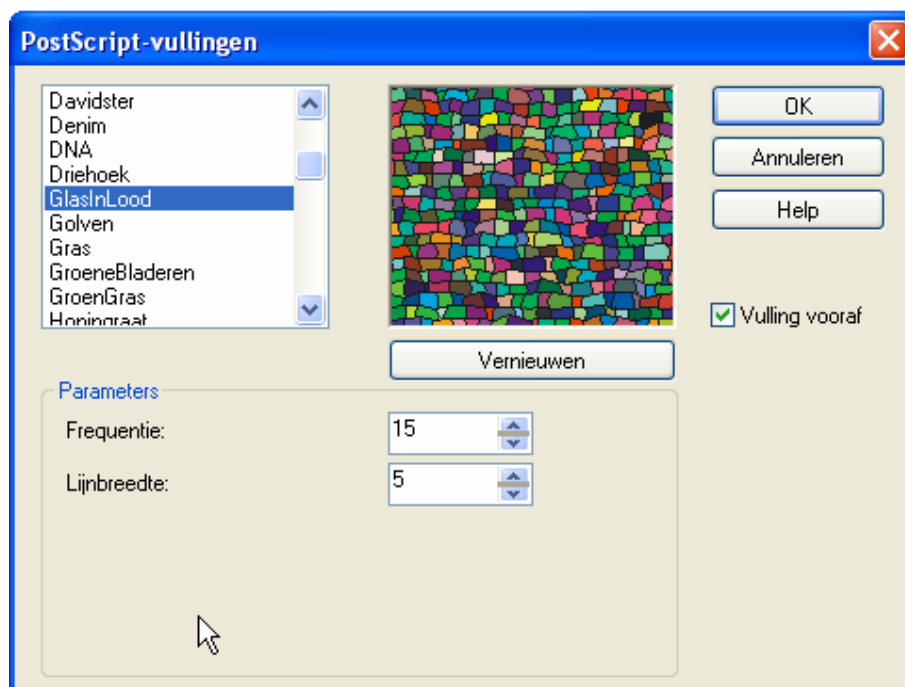 PostScript-vullingen
Davidster
Denim
DNA
Driehoek
GlasInLood
Golven
Gras
GroeneBladeren
GroenGras
Honingraat
OK
Annuleren
Help
Vulling vooraf
Vernieuwen
Parameters
Frequentie: 15
Lijnbreedte: 5